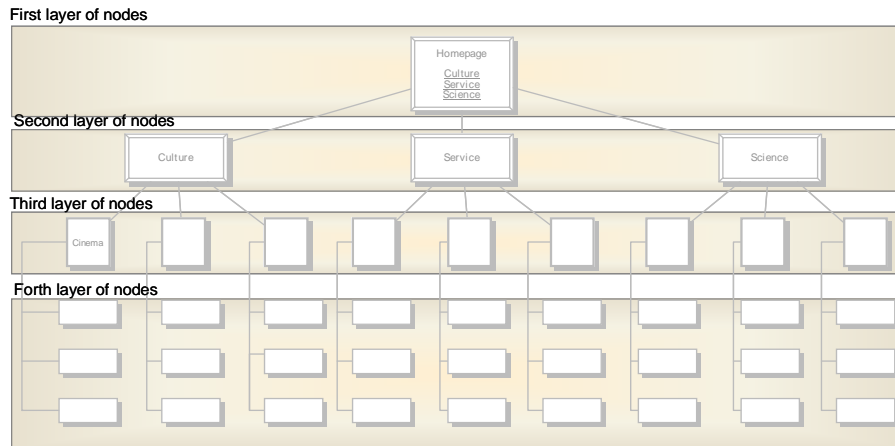 First layer of nodes
Homepage
Culture
Service
Science
Second layer of nodes
Culture
Service
Science
Third layer of nodes
Cinema
Forth layer of nodes